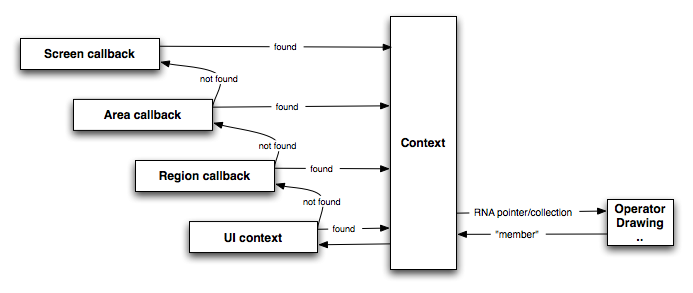 Screen callback
found
not found
Area callback
found
Context
not found
Region callback
found
not found
RNA pointer/collection
Operator
Drawing
..
UI context
found
"member"